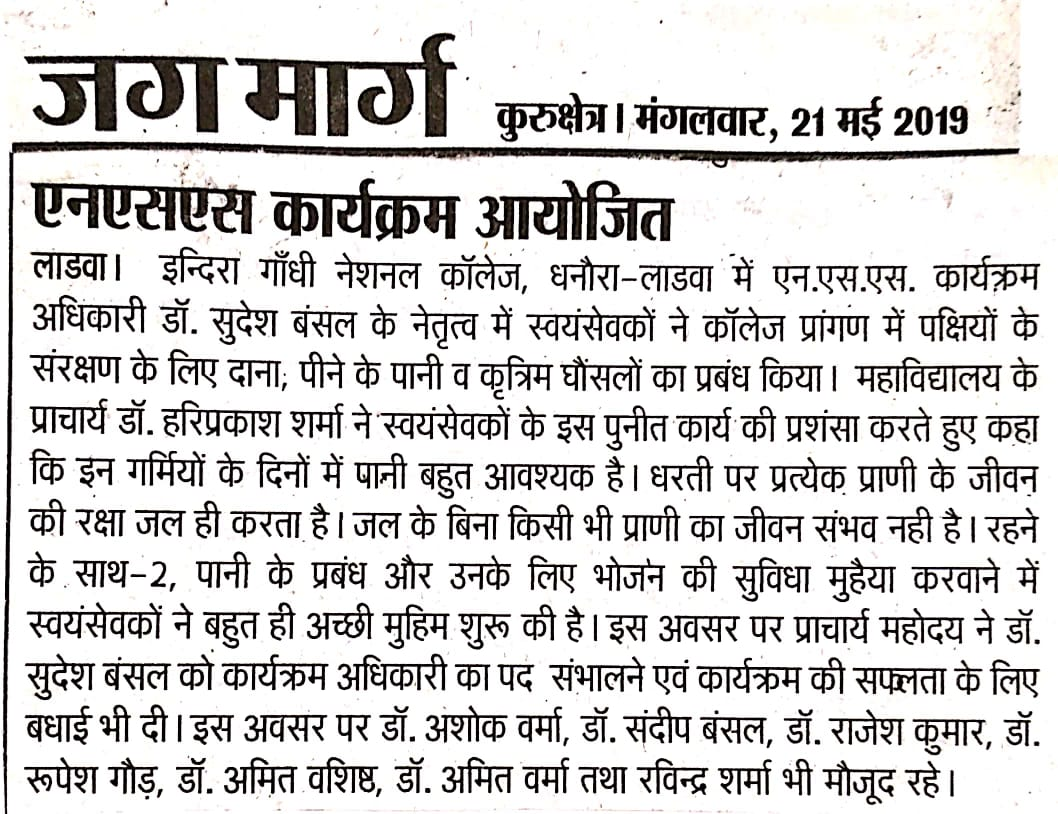 जग मार्ग
कुरुक्षेत्र। मंगलवार, 21 मई 2019
एनएसएस कार्यक्रम आयोजित
लाडवा। इन्दिरा गाँधी नेशनल कॉलेज, धनौरा-लाडवा में एन.एस.एस. कार्यक्रम
अधिकारी डॉ. सुदेश बंसल के नेतृत्व में स्वयंसेवकों ने कॉलेज प्रांगण में पक्षियों के
संरक्षण के लिए दाना, पीने के पानी व कृत्रिम घौंसलों का प्रबंध किया। महाविद्यालय के
प्राचार्य डॉ. हरिप्रकाश शर्मा ने स्वयंसेवकों के इस पुनीत कार्य की प्रशंसा करते हुए कहा
कि इन गर्मियों के दिनों में पानी बहुत आवश्यक है। धरती पर प्रत्येक प्राणी के जीवन
की रक्षा जल ही करता है। जल के बिना किसी भी प्राणी का जीवन संभव नही है। रहने
के साथ-2, पानी के प्रबंध और उनके लिए भोजन की सुविधा मुहैया करवाने में
स्वयंसेवकों ने बहुत ही अच्छी मुहिम शुरू की है। इस अवसर पर प्राचार्य महोदय ने डॉ.
सुदेश बंसल को कार्यक्रम अधिकारी का पद संभालने एवं कार्यक्रम की सफलता के लिए
बधाई भी दी। इस अवसर पर डॉ. अशोक वर्मा, डॉ. संदीप बंसल, डॉ. राजेश कुमार, डॉ.
रूपेश गौड़, डॉ. अमित वशिष्ठ, डॉ. अमित वर्मा तथा रविन्द्र शर्मा भी मौजूद रहे।